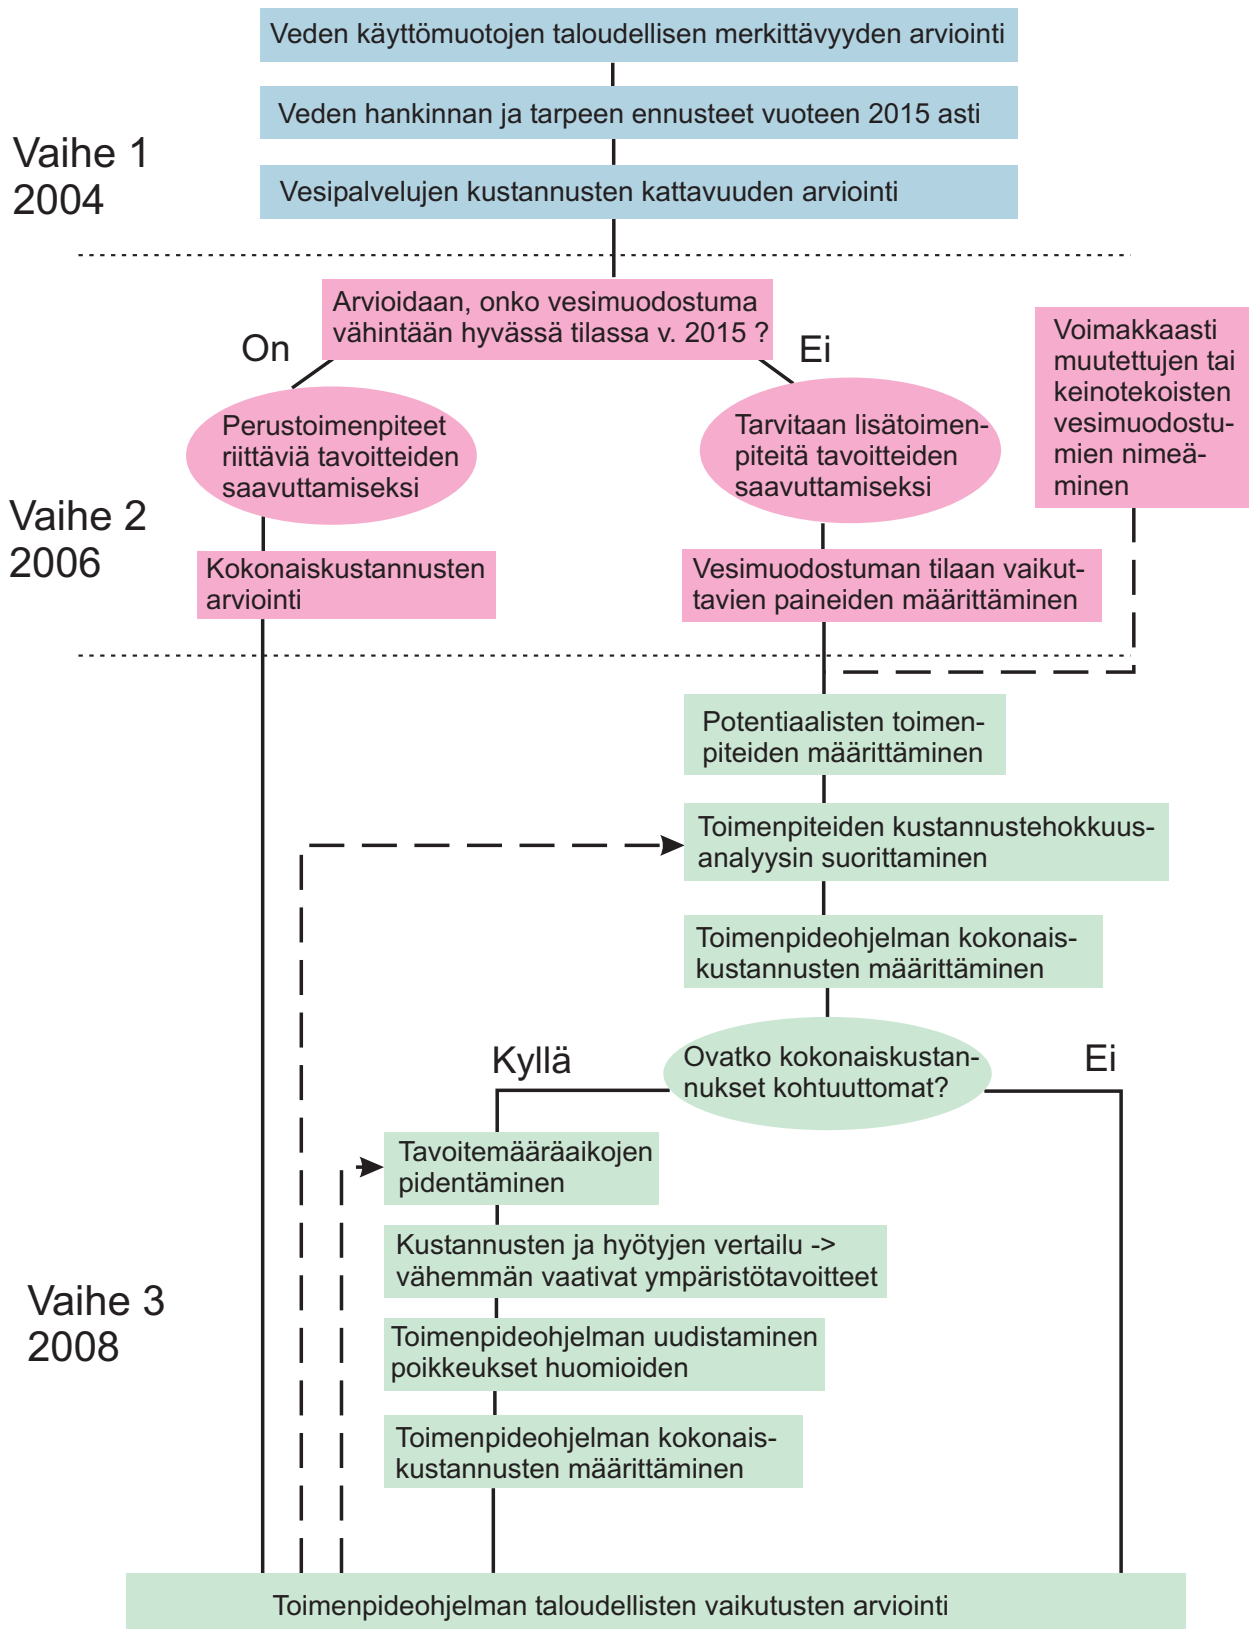 Veden käyttömuotojen taloudellisen merkittävyyden arviointi
Veden hankinnan ja tarpeen ennusteet vuoteen 2015 asti
Vaihe 1
2004
Vesipalvelujen kustannusten kattavuuden arviointi
Arvioidaan, onko vesimuodostuma
vähintään hyvässä tilassa v. 2015 ?
On
Ei
Voimakkaasti
muutettujen tai
keinotekoisten
vesimuodostu-
mien nimeä-
minen
Perustoimenpiteet
riittäviä tavoitteiden
saavuttamiseksi
Tarvitaan lisätoimen-
piteitä tavoitteiden
saavuttamiseksi
Vaihe 2
2006
Kokonaiskustannusten
arviointi
Vesimuodostuman tilaan vaikut-
tavien paineiden määrittäminen
Potentiaalisten toimen-
piteiden määrittäminen
Toimenpiteiden kustannustehokkuus-
analyysin suorittaminen
Toimenpideohjelman kokonais-
kustannusten määrittäminen
Kyllä
Ovatko kokonaiskustan-
nukset kohtuuttomat?
Ei
Tavoitemääräaikojen
pidentäminen
Kustannusten ja hyötyjen vertailu ->
vähemmän vaativat ympäristötavoitteet
Vaihe 3
2008
Toimenpideohjelman uudistaminen
poikkeukset huomioiden
Toimenpideohjelman kokonais-
kustannusten määrittäminen
Toimenpideohjelman taloudellisten vaikutusten arviointi